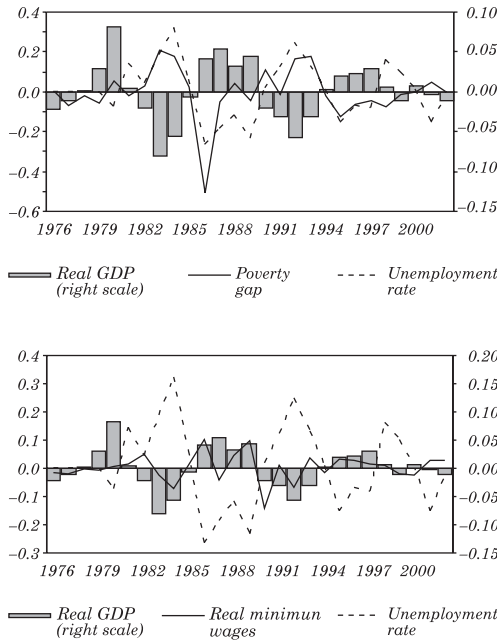 0.4 0.10
0.2 0.05
0.0 0.00
–0.2 –0.05
–0.4 –0.10
–0.6 –0.15
1976 1979 1982 1985 1988 1991 1994 1997 2000
Real GDP (right scale)
Poverty gap
Unemployment rate
0.4 0.20
0.3 0.15
0.2 0.10
0.1 0.05
0.0 0.00
–0.1 –0.05
–0.2 –0.10
–0.3 –0.15
1976 1979 1982 1985 1988 1991 1994 1997 2000
Real GDP (right scale)
Real minimun wages
Unemployment rate